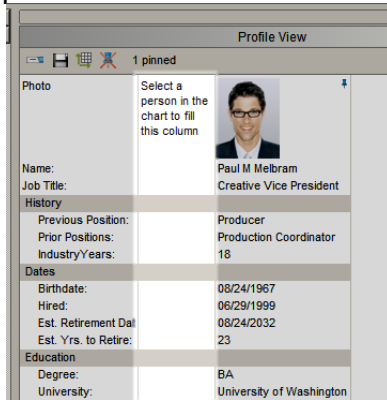 Profile View
1 pinned
Photo
Select a
person in the
chart to fill
this column
Name: Paul M Melbram
Job Title: Creative Vice President
History
Previous Position: Producer
Prior Positions: Production Coordinator
IndustryYears: 18
Dates
Birthdate: 08/24/1967
Hired: 06/29/1999
Est. Retirement Dat 08/24/2032
Est. Yrs. to Retire: 23
Education
Degree: BA
University: University of Washington